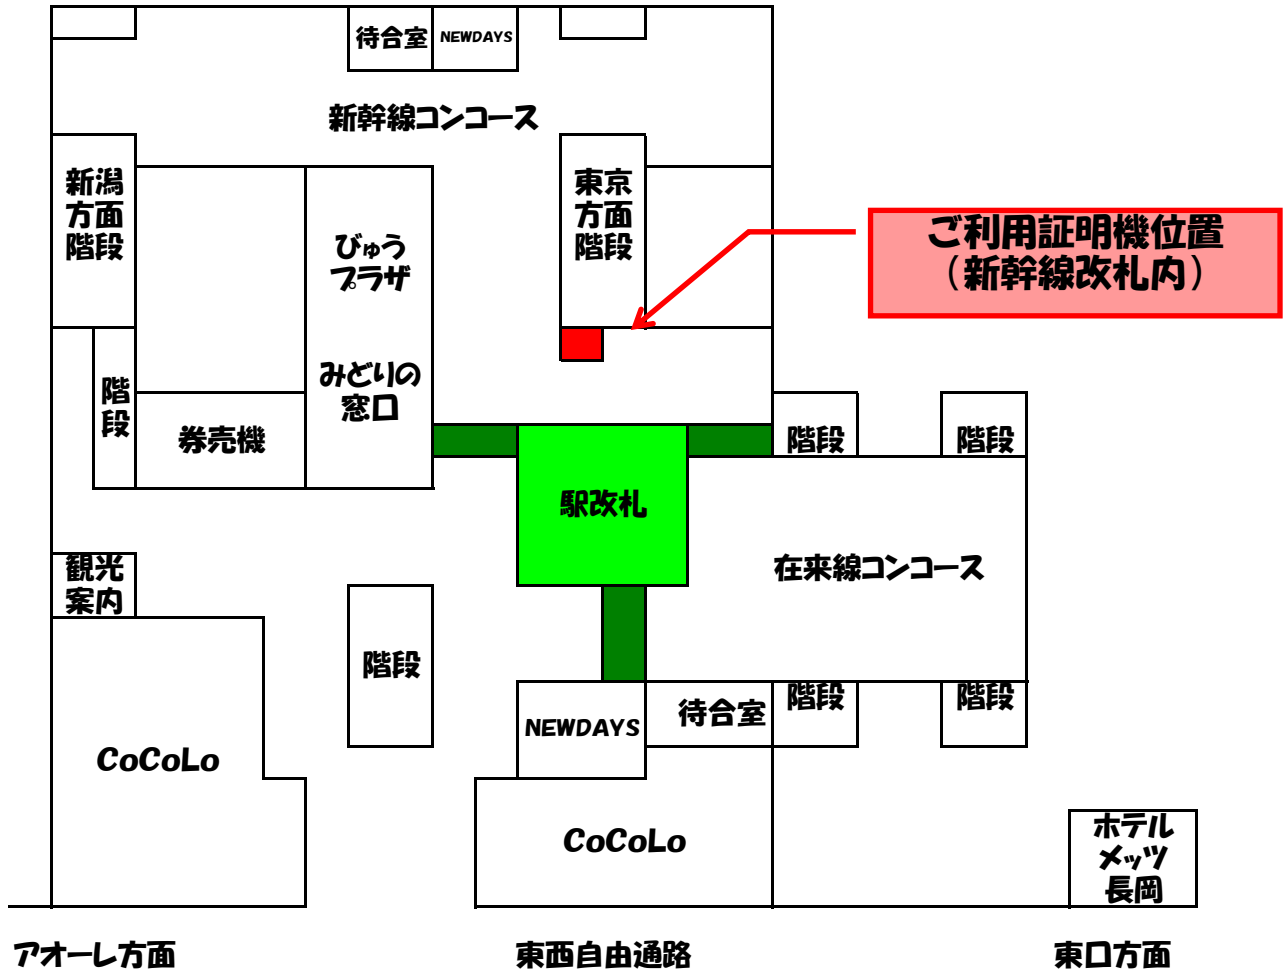 待合室
NEWDAYS
新幹線コンコース
新潟
方面
階段
東京
方面
階段
ご利用証明機位置
（新幹線改札内）
びゅう
プラザ
みどりの
窓口
階
段
券売機
階段
階段
駅改札
在来線コンコース
観光
案内
階段
階段
階段
NEWDAYS
待合室
CoCoLo
CoCoLo
ホテル
メッツ
長岡
アオーレ方面
東西自由通路
東口方面